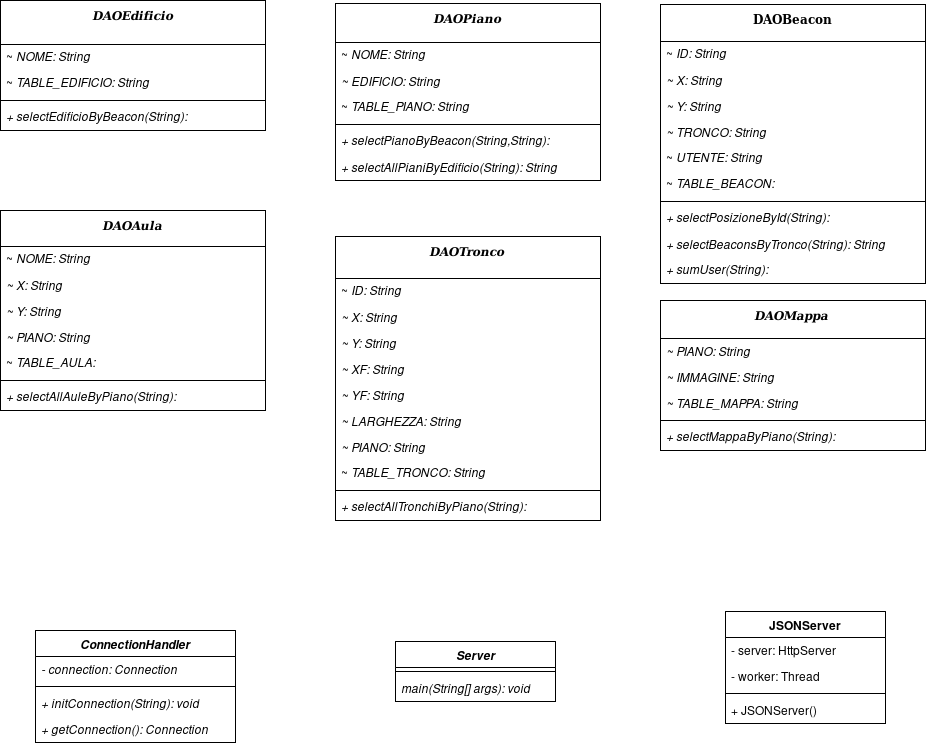 DAOEdificio
~ NOME: String
~ TABLE_EDIFICIO: String
+ selectEdificioByBeacon(String):
DAOPiano
~ NOME: String
~ EDIFICIO: String
~ TABLE_PIANO: String
+ selectPianoByBeacon(String,String):
+ selectAllPianiByEdificio(String): String
DAOBeacon
~ ID: String
~ X: String
~ Y: String
~ TRONCO: String
~ UTENTE: String
~ TABLE_BEACON:
+ selectPosizioneById(String):
+ selectBeaconsByTronco(String): String
+ sumUser(String):
DAOAula
~ NOME: String
~ X: String
~ Y: String
~ PIANO: String
~ TABLE_AULA:
+ selectAllAuleByPiano(String):
DAOTronco
~ ID: String
~ X: String
~ Y: String
~ XF: String
~ YF: String
~ LARGHEZZA: String
~ PIANO: String
~ TABLE_TRONCO: String
+ selectAllTronchiByPiano(String):
DAOMappa
~ PIANO: String
~ IMMAGINE: String
~ TABLE_MAPPA: String
+ selectMappaByPiano(String):
ConnectionHandler
- connection: Connection
+ initConnection(String): void
+ getConnection(): Connection
Server
main(String[] args): void
JSONServer
- server: HttpServer
- worker: Thread
+ JSONServer()